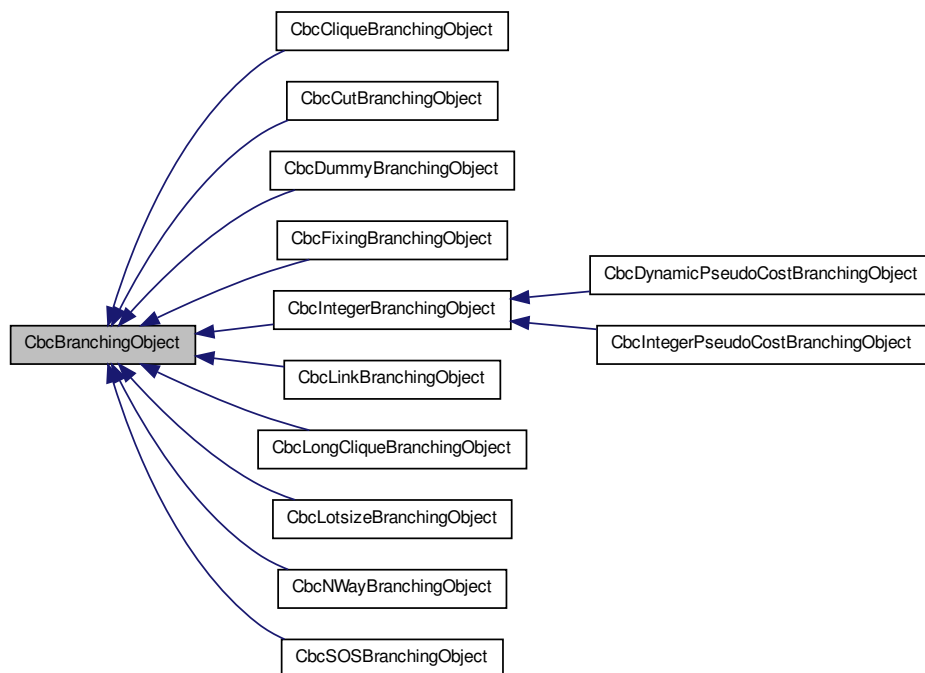 CbcCliqueBranchingObject
CbcCutBranchingObject
CbcDummyBranchingObject
CbcFixingBranchingObject
CbcDynamicPseudoCostBranchingObject
CbcIntegerBranchingObject
CbcBranchingObject
CbcIntegerPseudoCostBranchingObject
CbcLinkBranchingObject
CbcLongCliqueBranchingObject
CbcLotsizeBranchingObject
CbcNWayBranchingObject
CbcSOSBranchingObject